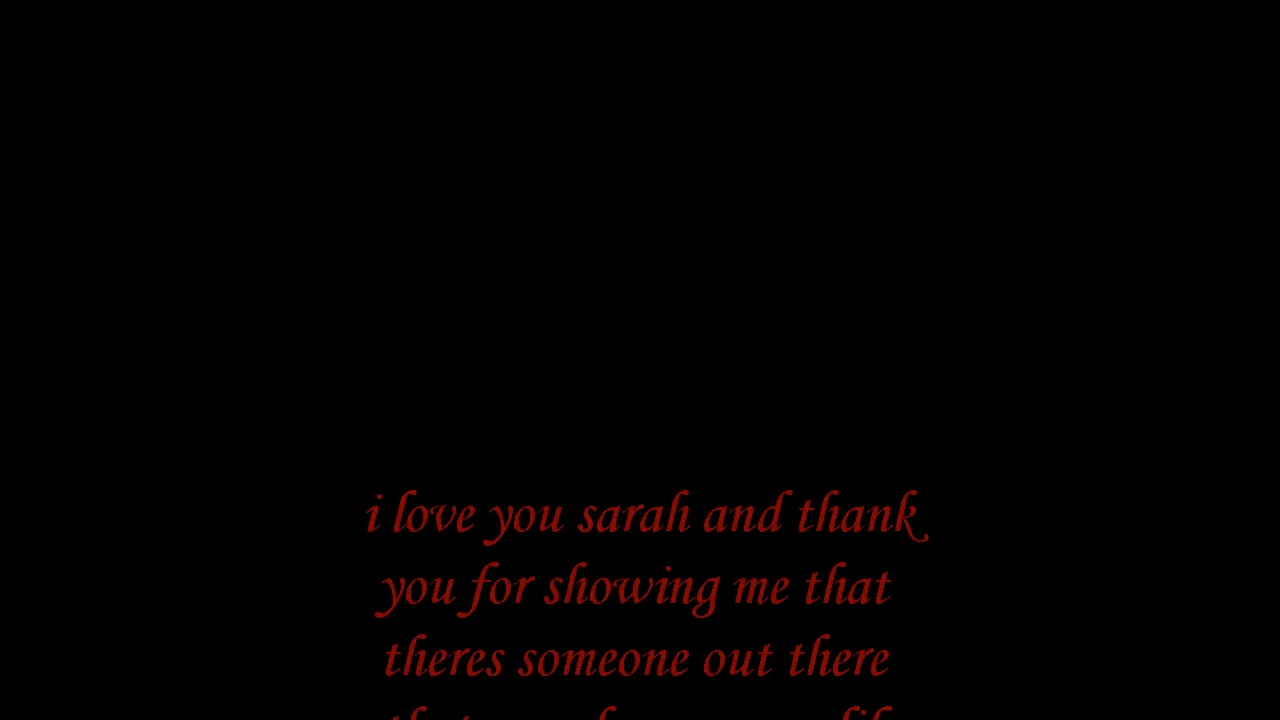 i love you sarah and thank
you for showing me that
theres someone out there